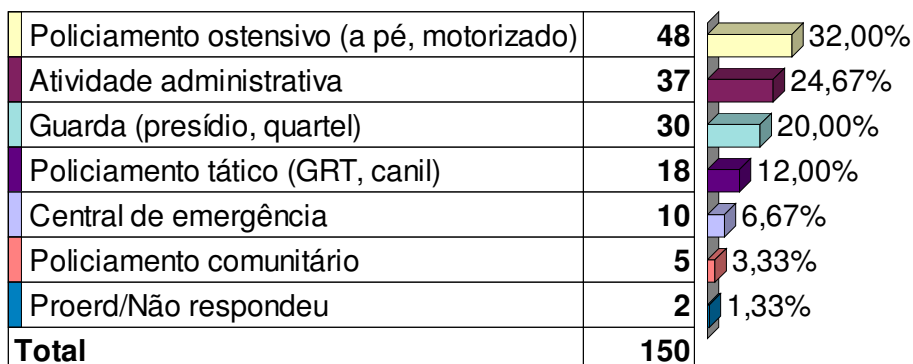 Policiamento ostensivo (a pé, motorizado) 48 32,00%
Atividade administrativa 37 24,67%
Guarda (presídio, quartel) 30 20,00%
Policiamento tático (GRT, canil) 18 12,00%
Central de emergência 10 6,67%
Policiamento comunitário 5 3,33%
Proerd/Não respondeu 2 1,33%
Total 150